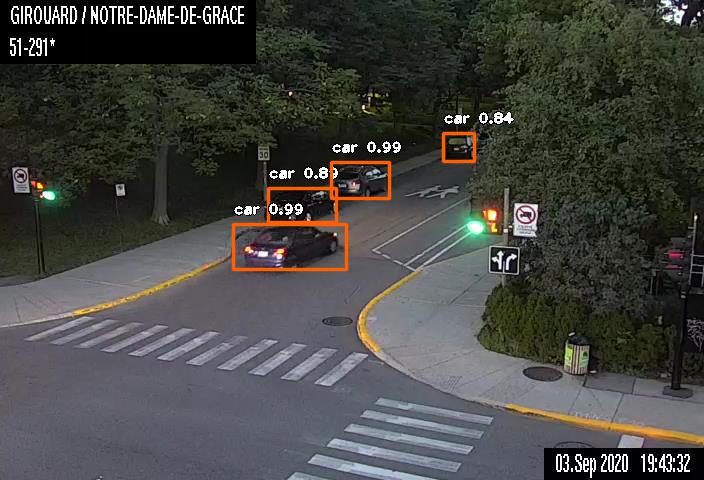 GIROUARD / NOTRE-DAME-DE-GRACE
51-291*
car 0.84
car 0.99
car 0.89
30
car 0.99
03.Sep 2020 19:43:32